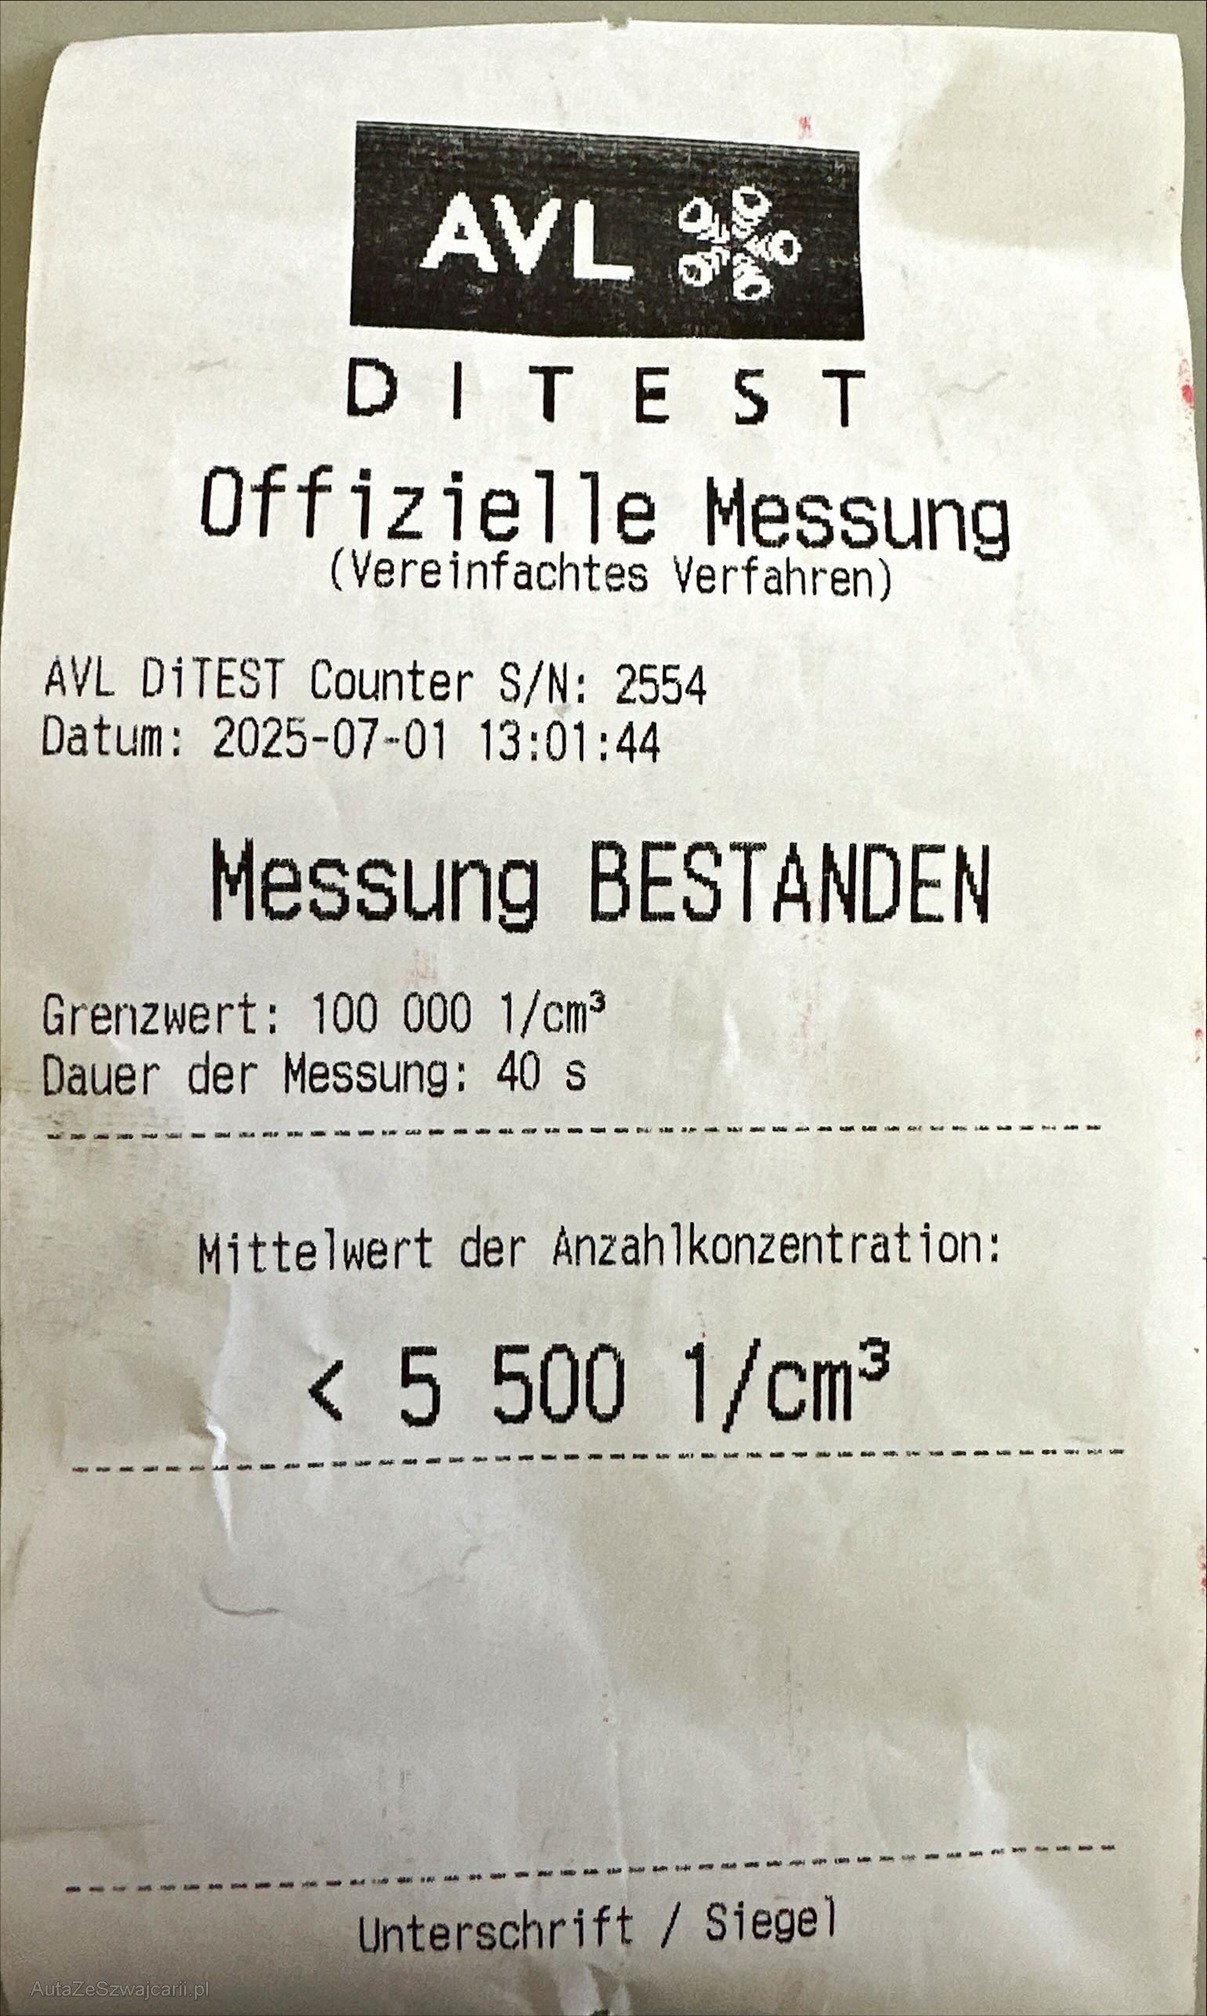 AVL
DITEST
Offizielle Messung
(Vereinfachtes Verfahren)
AVL DiTEST Counter S/N: 2554
Datum: 2025-07-01 13:01:44
Messung BESTANDEN
Grenzwert: 100 000 1/cm³
Dauer der Messung: 40 s
Mittelwert der Anzahlkonzentration:
< 5 500 1/cm³
Unterschrift / Siegel
AutaZeSzwajcarii.pl